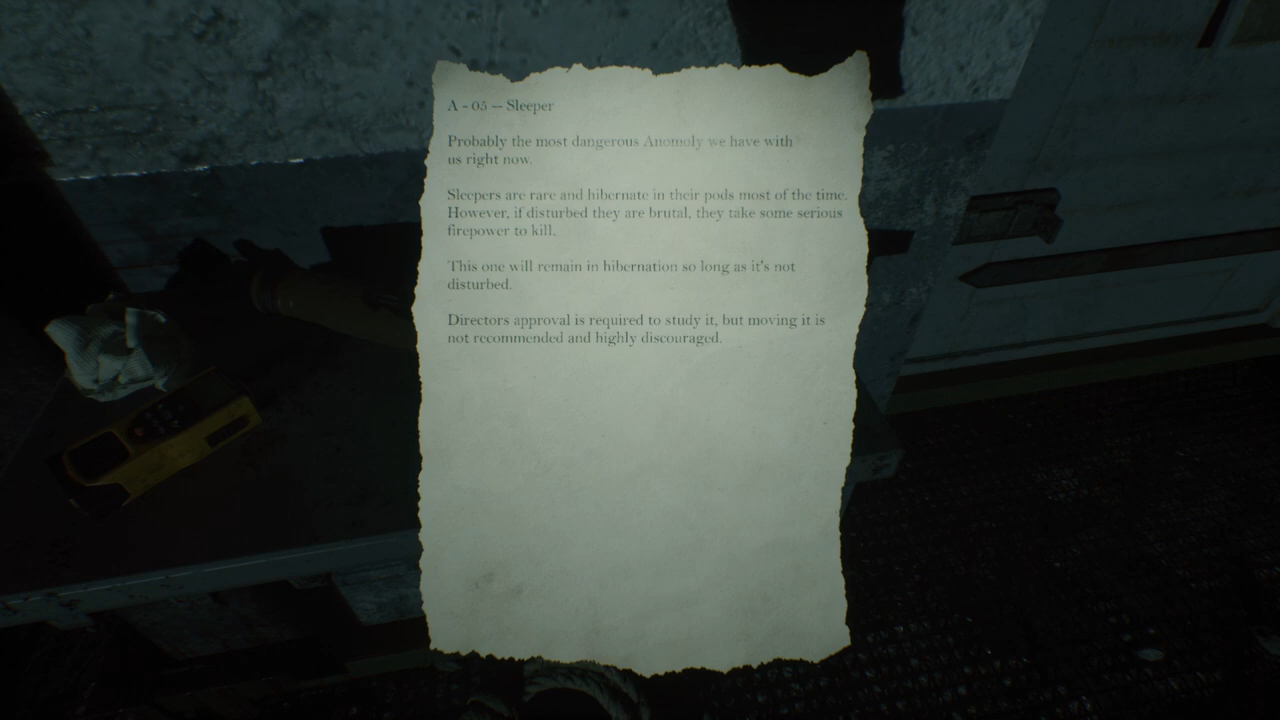 A - 05 -- Sleeper
Probably the most dangerous Anomoly we have with
us right now.
Sleepers are rare and hibernate in their pods most of the time.
However, if disturbed they are brutal, they take some serious
firepower to kill.
This one will remain in hibernation so long as it's not
disturbed.
Directors approval is required to study it, but moving it is
not recommended and highly discouraged.